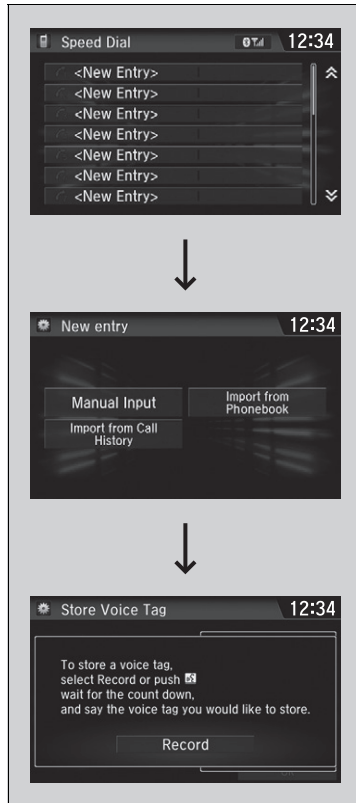 Speed Dial 12:34
<New Entry>
<New Entry>
<New Entry>
<New Entry>
<New Entry>
<New Entry>
<New Entry>
New entry 12:34
Manual Input
Import from
Phonebook
Import from Call
History
Store Voice Tag 12:34
To store a voice tag,
select Record or push
wait for the count down,
and say the voice tag you would like to store.
Record